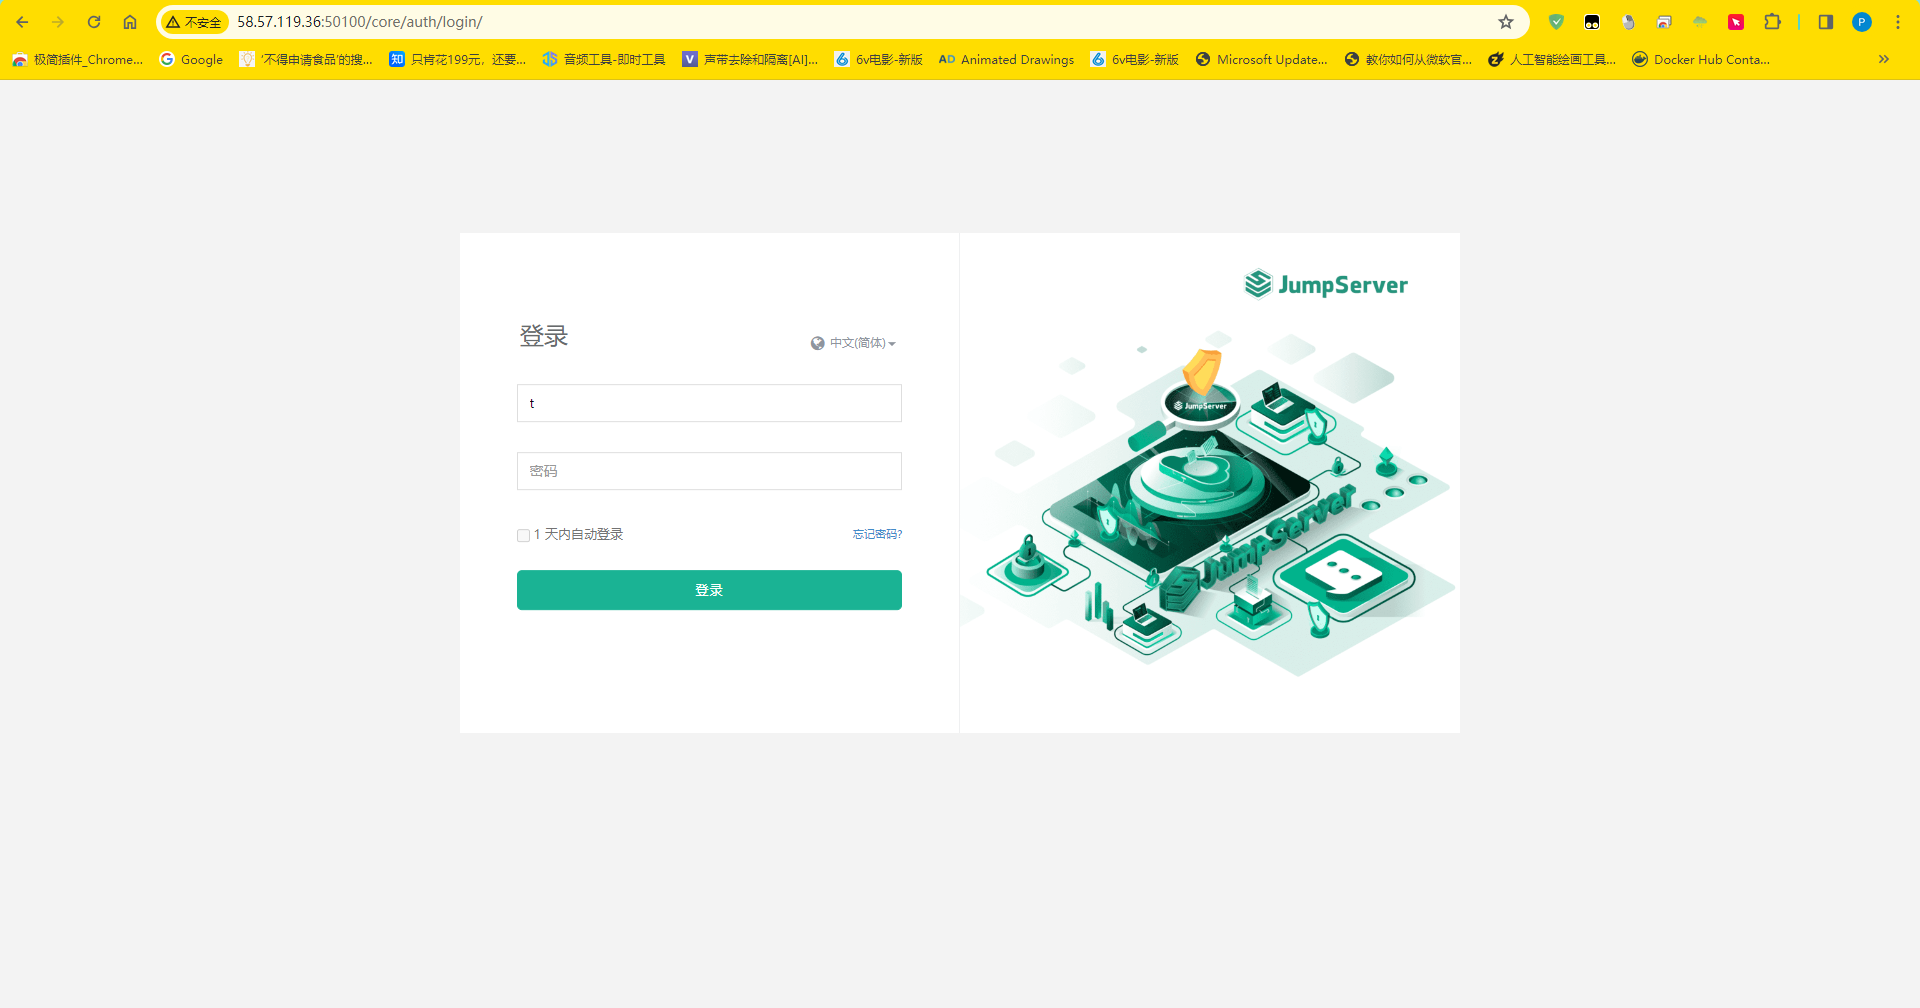 不安全 58.57.119.36:50100/core/auth/login/
P
极简插件_Chrome... Google '不得申请食品'的搜... 知 只肯花199元，还要... 音频工具-即时工具 V 声带去除和隔离[AI]... 6v电影-新版 AD Animated Drawings 6v电影-新版 Microsoft Update... 教你如何从微软官... 人工智能绘画工具... Docker Hub Conta...
JumpServer
登录
中文(简体)
t
密码
1 天内自动登录
忘记密码?
登录
JumpServer
JumpServer